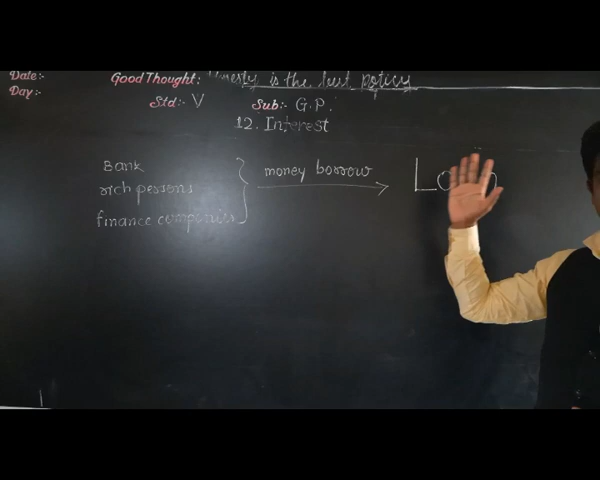 Date:-
Good Thought: Honesty is the best policy
Day:-
Std:- V Sub:- G.P.
12. Interest
Bank
rich persons
finance companies
money borrow